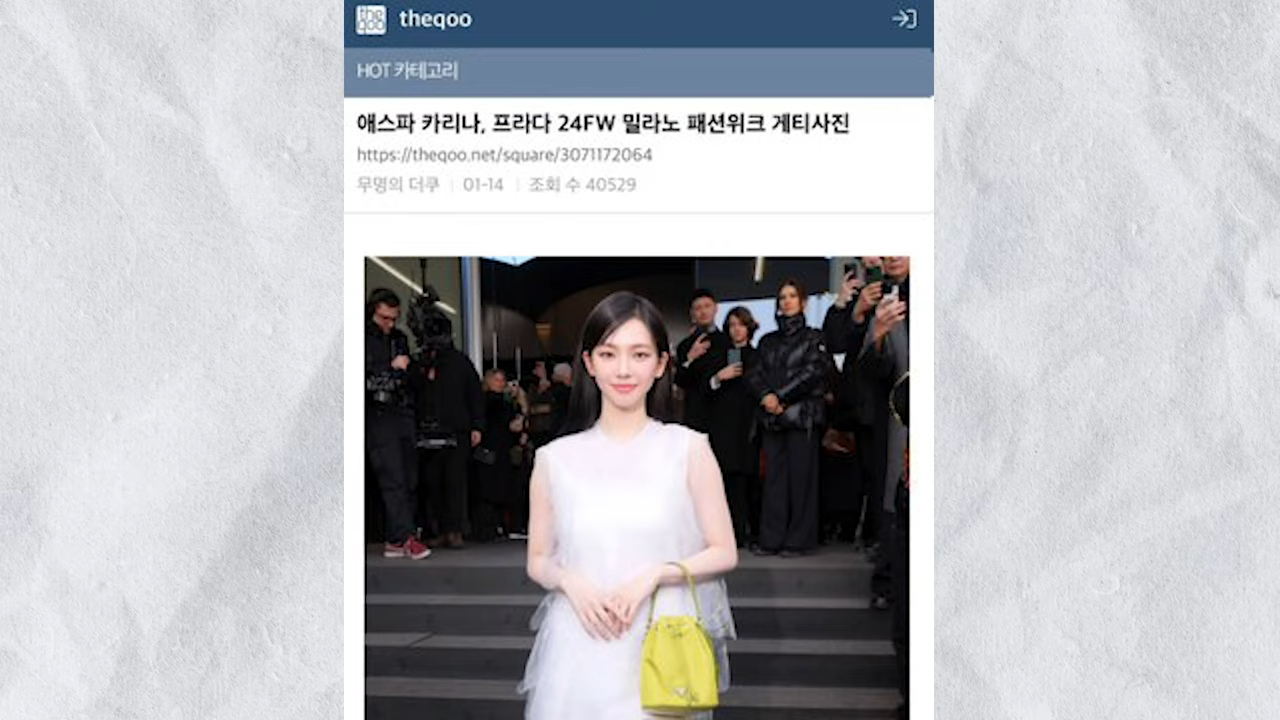 the qoo
theqoo
HOT 카테고리
애스파 카리나, 프라다 24FW 밀라노 패션위크 게티사진
https://theqoo.net/square/3071172064
무명의 더쿠 | 01-14 | 조회 수 40529